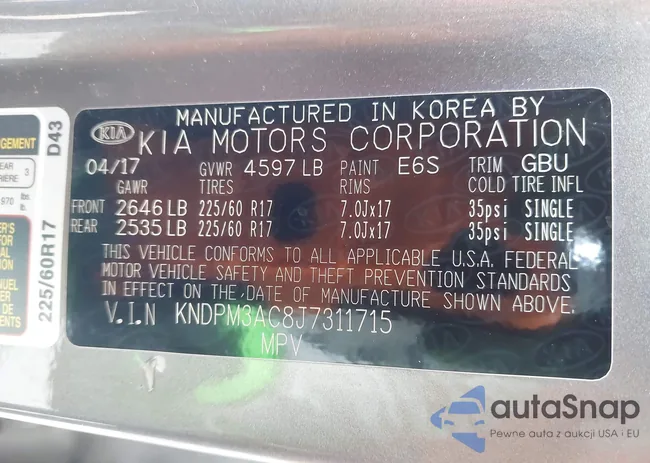 MANUFACTURED IN KOREA BY
KIA KIA MOTORS CORPORATION
04/17 GVWR 4597 LB PAINT E6S TRIM GBU
GAWR TIRES RIMS COLD TIRE INFL
FRONT 2646 LB 225/60 R17 7.0Jx17 35psi SINGLE
REAR 2535 LB 225/60 R17 7.0Jx17 35psi SINGLE
THIS VEHICLE CONFORMS TO ALL APPLICABLE U.S.A. FEDERAL
MOTOR VEHICLE SAFETY AND THEFT PREVENTION STANDARDS
IN EFFECT ON THE DATE OF MANUFACTURE SHOWN ABOVE.
V.I.N KNDPM3AC8J7311715
MPV
D43
225/60R17
autaSnap
Pewne auta z aukcji USA i EU